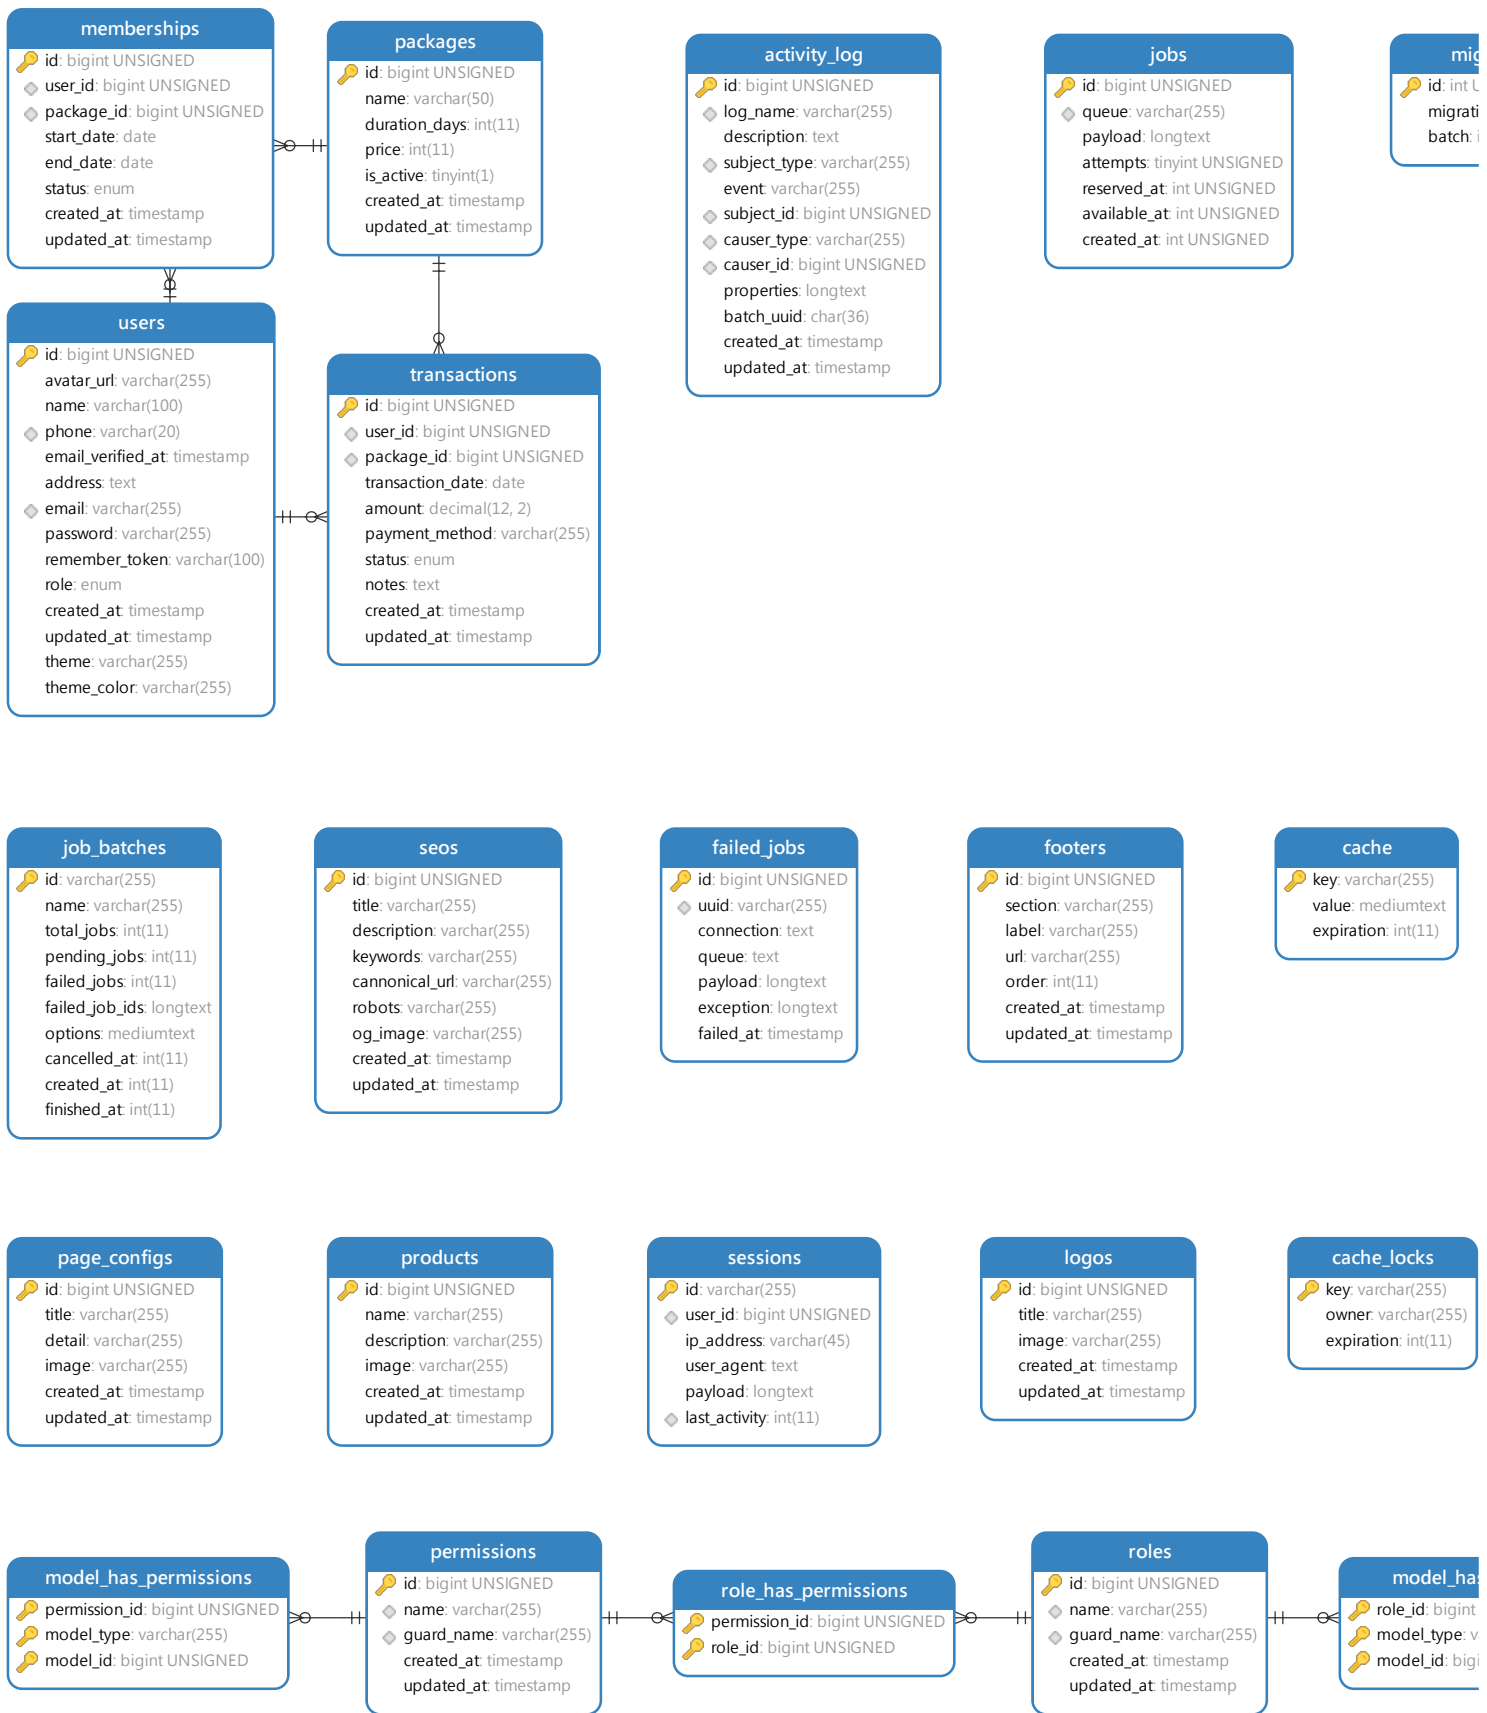 memberships
id: bigint UNSIGNED
user_id: bigint UNSIGNED
package_id: bigint UNSIGNED
start_date: date
end_date: date
status: enum
created_at: timestamp
updated_at: timestamp
packages
id: bigint UNSIGNED
name: varchar(50)
duration_days: int(11)
price: int(11)
is_active: tinyint(1)
created_at: timestamp
updated_at: timestamp
activity_log
id: bigint UNSIGNED
log_name: varchar(255)
description: text
subject_type: varchar(255)
event: varchar(255)
subject_id: bigint UNSIGNED
causer_type: varchar(255)
causer_id: bigint UNSIGNED
properties: longtext
batch_uuid: char(36)
created_at: timestamp
updated_at: timestamp
jobs
id: bigint UNSIGNED
queue: varchar(255)
payload: longtext
attempts: tinyint UNSIGNED
reserved_at: int UNSIGNED
available_at: int UNSIGNED
created_at: int UNSIGNED
mig
id: int U
migrati
batch: i
users
id: bigint UNSIGNED
avatar_url: varchar(255)
name: varchar(100)
phone: varchar(20)
email_verified_at: timestamp
address: text
email: varchar(255)
password: varchar(255)
remember_token: varchar(100)
role: enum
created_at: timestamp
updated_at: timestamp
theme: varchar(255)
theme_color: varchar(255)
transactions
id: bigint UNSIGNED
user_id: bigint UNSIGNED
package_id: bigint UNSIGNED
transaction_date: date
amount: decimal(12, 2)
payment_method: varchar(255)
status: enum
notes: text
created_at: timestamp
updated_at: timestamp
job_batches
id: varchar(255)
name: varchar(255)
total_jobs: int(11)
pending_jobs: int(11)
failed_jobs: int(11)
failed_job_ids: longtext
options: mediumtext
cancelled_at: int(11)
created_at: int(11)
finished_at: int(11)
seos
id: bigint UNSIGNED
title: varchar(255)
description: varchar(255)
keywords: varchar(255)
cannonical_url: varchar(255)
robots: varchar(255)
og_image: varchar(255)
created_at: timestamp
updated_at: timestamp
failed_jobs
id: bigint UNSIGNED
uuid: varchar(255)
connection: text
queue: text
payload: longtext
exception: longtext
failed_at: timestamp
footers
id: bigint UNSIGNED
section: varchar(255)
label: varchar(255)
url: varchar(255)
order: int(11)
created_at: timestamp
updated_at: timestamp
cache
key: varchar(255)
value: mediumtext
expiration: int(11)
page_configs
id: bigint UNSIGNED
title: varchar(255)
detail: varchar(255)
image: varchar(255)
created_at: timestamp
updated_at: timestamp
products
id: bigint UNSIGNED
name: varchar(255)
description: varchar(255)
image: varchar(255)
created_at: timestamp
updated_at: timestamp
sessions
id: varchar(255)
user_id: bigint UNSIGNED
ip_address: varchar(45)
user_agent: text
payload: longtext
last_activity: int(11)
logos
id: bigint UNSIGNED
title: varchar(255)
image: varchar(255)
created_at: timestamp
updated_at: timestamp
cache_locks
key: varchar(255)
owner: varchar(255)
expiration: int(11)
model_has_permissions
permission_id: bigint UNSIGNED
model_type: varchar(255)
model_id: bigint UNSIGNED
permissions
id: bigint UNSIGNED
name: varchar(255)
guard_name: varchar(255)
created_at: timestamp
updated_at: timestamp
role_has_permissions
permission_id: bigint UNSIGNED
role_id: bigint UNSIGNED
roles
id: bigint UNSIGNED
name: varchar(255)
guard_name: varchar(255)
created_at: timestamp
updated_at: timestamp
model_has
role_id: bigint
model_type: v
model_id: bigi